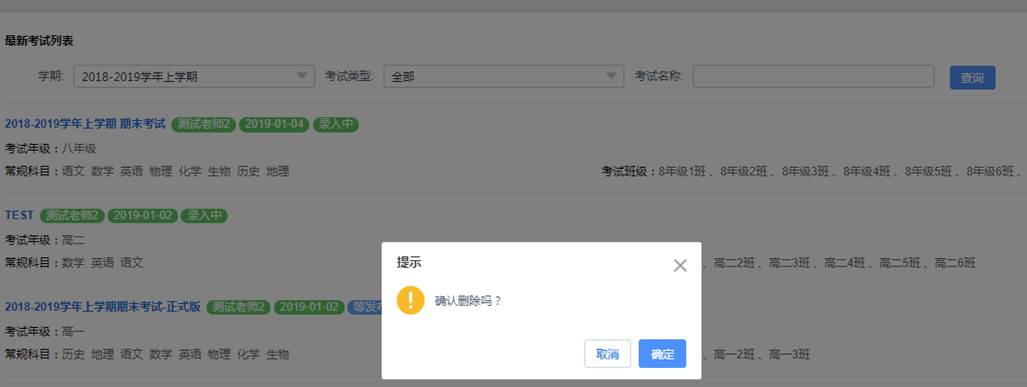 最新考试列表
学期: 2018-2019学年上学期 考试类型: 全部 考试名称: 查询
2018-2019学年上学期 期末考试 测试老师2 2019-01-04 录入中
考试年级：八年级
常规科目：语文 数学 英语 物理 化学 生物 历史 地理 考试班级：8年级1班、8年级2班、8年级3班、8年级4班、8年级5班、8年级6班、
TEST 测试老师2 2019-01-02 录入中
考试年级：高二
常规科目：数学 英语 语文 、高二2班、高二3班、高二4班、高二5班、高二6班
2018-2019学年上学期期末考试-正式版 测试老师2 2019-01-02 等发
考试年级：高一
常规科目：历史 地理 语文 数学 英语 物理 化学 生物 、高一2班、高一3班
提示
确认删除吗？
取消 确定